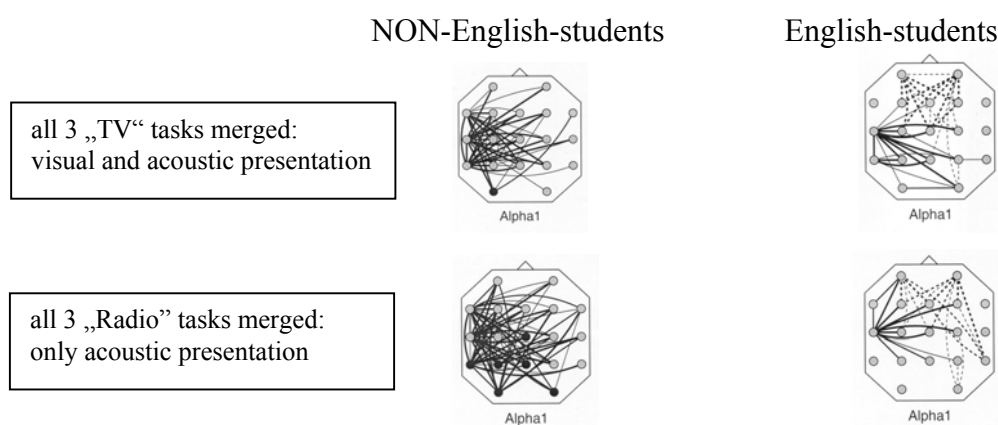 NON-English-students English-students
all 3 „TV“ tasks merged:
visual and acoustic presentation
Alpha1 Alpha1
all 3 „Radio” tasks merged:
only acoustic presentation
Alpha1 Alpha1